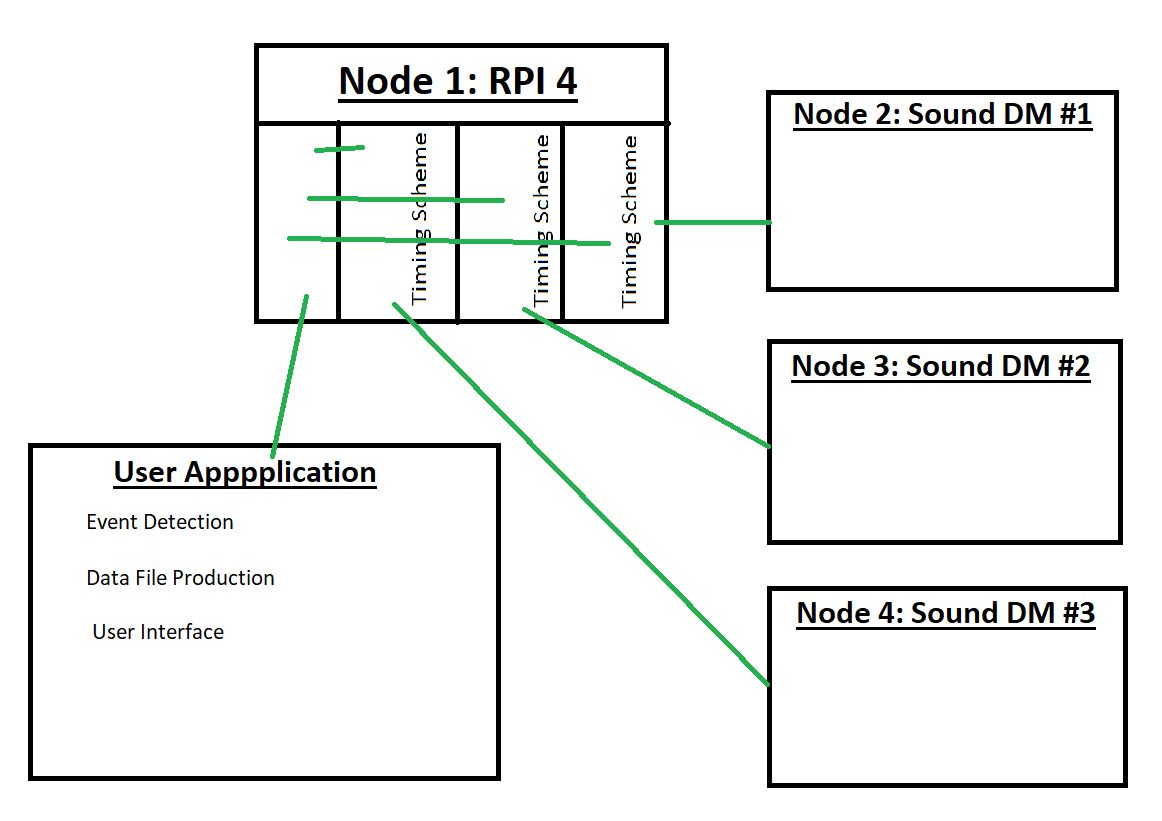 Node 1: RPI 4
Timing Scheme
Timing Scheme
Timing Scheme
Node 2: Sound DM #1
Node 3: Sound DM #2
Node 4: Sound DM #3
User Appplication
Event Detection
Data File Production
User Interface